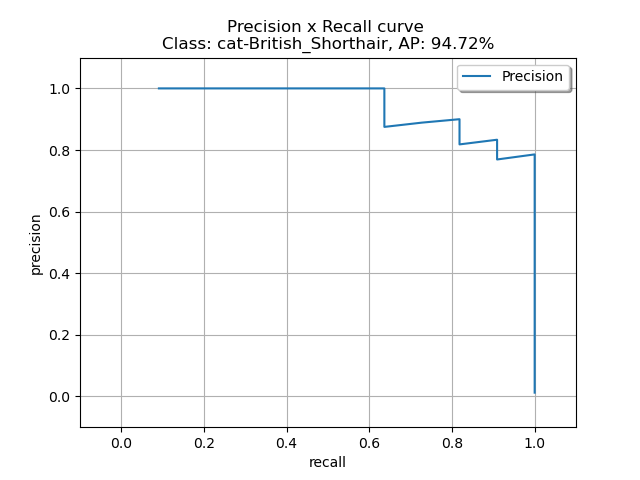 Precision x Recall curve
Class: cat-British_Shorthair, AP: 94.72%
Precision
1.0
0.8
0.6
0.4
0.2
0.0
precision
0.0 0.2 0.4 0.6 0.8 1.0
recall